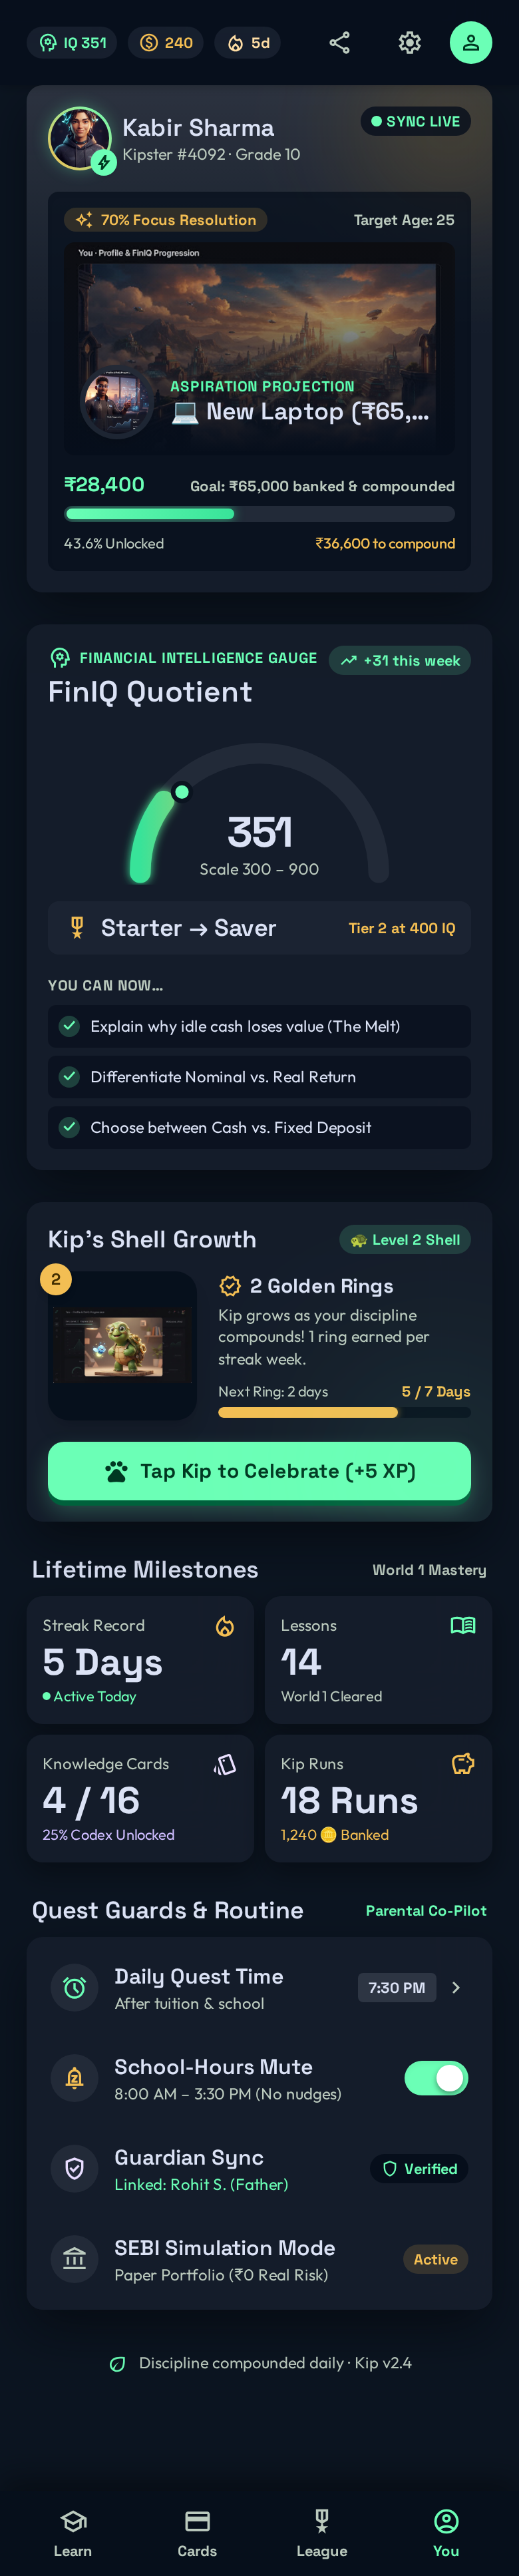 IQ 351 240 5d
Kabir Sharma
SYNC LIVE
Kipster #4092 · Grade 10
70% Focus Resolution
Target Age: 25
You · Profile & FinIQ Progression
ASPIRATION PROJECTION
💻 New Laptop (₹65,...
₹28,400
Goal: ₹65,000 banked & compounded
43.6% Unlocked
₹36,600 to compound
FINANCIAL INTELLIGENCE GAUGE
+31 this week
FinIQ Quotient
351
Scale 300 – 900
Starter → Saver
Tier 2 at 400 IQ
YOU CAN NOW...
Explain why idle cash loses value (The Melt)
Differentiate Nominal vs. Real Return
Choose between Cash vs. Fixed Deposit
Kip's Shell Growth
🐢 Level 2 Shell
2
2 Golden Rings
Kip grows as your discipline
compounds! 1 ring earned per
streak week.
Next Ring: 2 days
5 / 7 Days
Tap Kip to Celebrate (+5 XP)
Lifetime Milestones
World 1 Mastery
Streak Record
5 Days
Active Today
Lessons
14
World 1 Cleared
Knowledge Cards
4 / 16
25% Codex Unlocked
Kip Runs
18 Runs
1,240 🪙 Banked
Quest Guards & Routine
Parental Co-Pilot
Daily Quest Time
After tuition & school
7:30 PM
School-Hours Mute
8:00 AM – 3:30 PM (No nudges)
Guardian Sync
Linked: Rohit S. (Father)
Verified
SEBI Simulation Mode
Paper Portfolio (₹0 Real Risk)
Active
Discipline compounded daily · Kip v2.4
Learn Cards League You